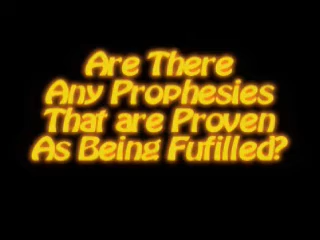 Are There
Any Prophesies
That are Proven
As Being Fufilled?